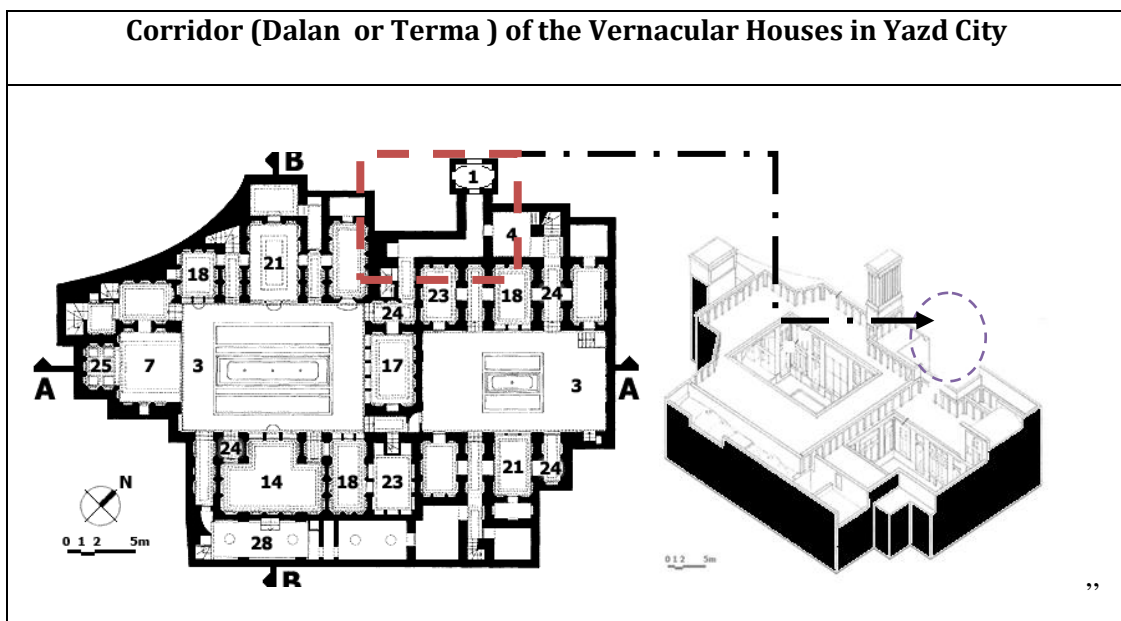 Corridor (Dalan or Terma ) of the Vernacular Houses in Yazd City
B
1
4
21
18
23
18
24
24
25
7
3
17
3
A
A
24
14
18
23
21
24
N
0 1 2 5m
28
B
0 1 2 5m
,,